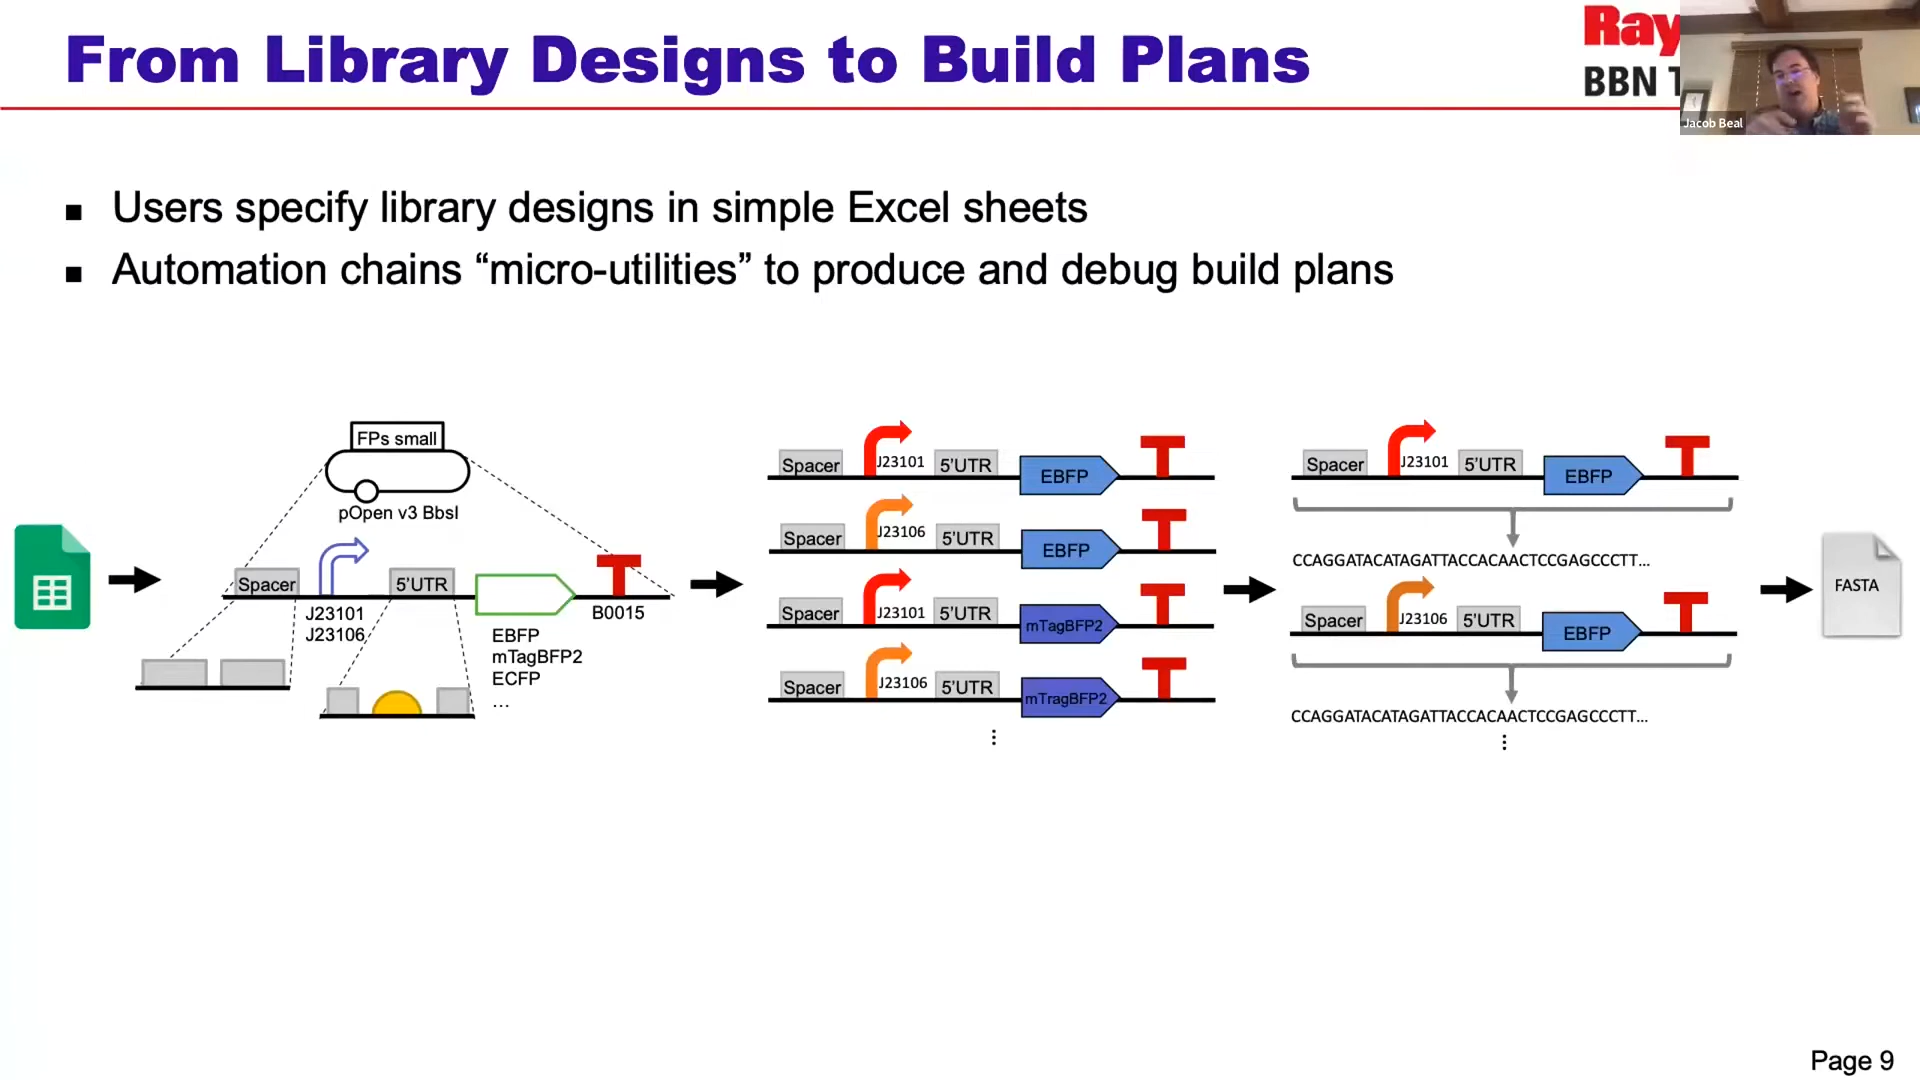 From Library Designs to Build Plans
Ray
BBN T
Jacob Beal
Users specify library designs in simple Excel sheets
Automation chains “micro-utilities” to produce and debug build plans
FPs small
pOpen v3 BbsI
Spacer
5’UTR
J23101
J23106
B0015
EBFP
mTagBFP2
ECFP
...
Spacer J23101 5’UTR EBFP
Spacer J23106 5’UTR EBFP
Spacer J23101 5’UTR mTagBFP2
Spacer J23106 5’UTR mTragBFP2
Spacer J23101 5’UTR EBFP
CCAGGATACATAGATTACCACAACTCCGAGCCCTT...
Spacer J23106 5’UTR EBFP
CCAGGATACATAGATTACCACAACTCCGAGCCCTT...
FASTA
Page 9